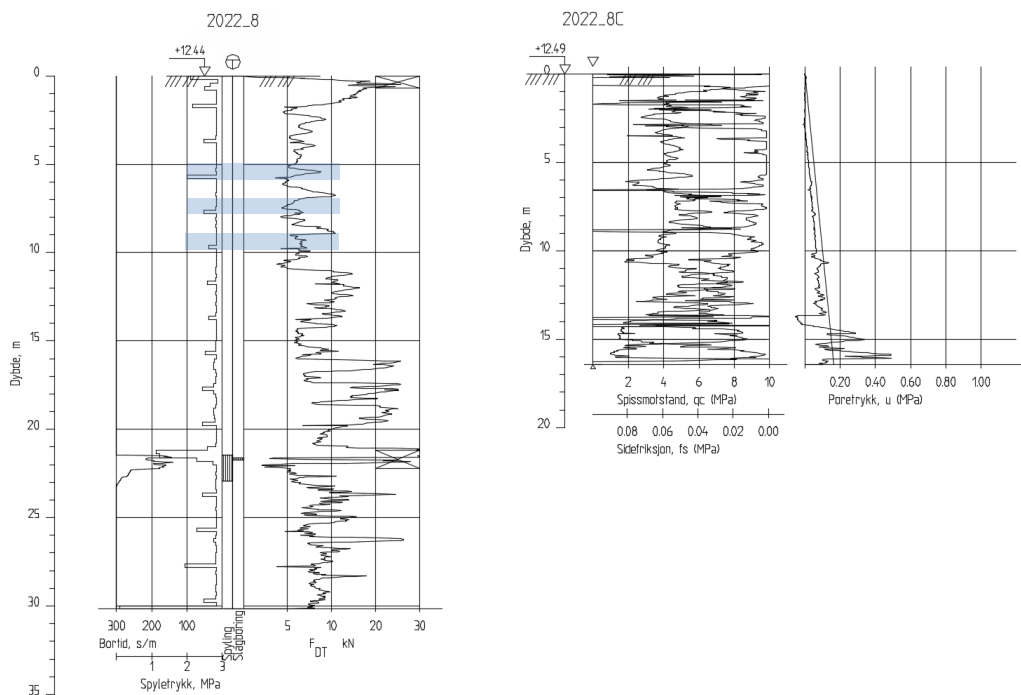 2022_8
2022_8C
+12.44
+12.49
0
5
10
15
20
25
30
35
Dybde, m
300 200 100
Bortid, s/m
1 2 3
Spyletrykk, MPa
Spyling
Slagboring
5 10 20 30
F DT kN
0
5
10
15
20
Dybde, m
2 4 6 8 10
Spissmotstand, qc (MPa)
0.08 0.06 0.04 0.02 0.00
Sidefriksjon, fs (MPa)
0.20 0.40 0.60 0.80 1.00
Poretrykk, u (MPa)